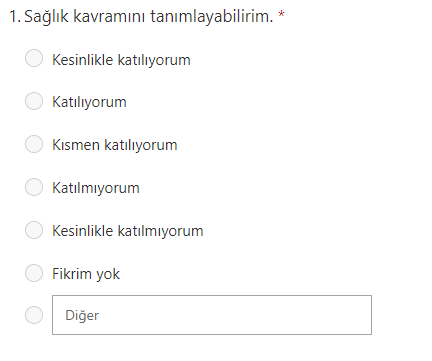 1. Sağlık kavramını tanımlayabilirim. *
Kesinlikle katılıyorum
Katılıyorum
Kısmen katılıyorum
Katılmıyorum
Kesinlikle katılmıyorum
Fikrim yok
Diğer